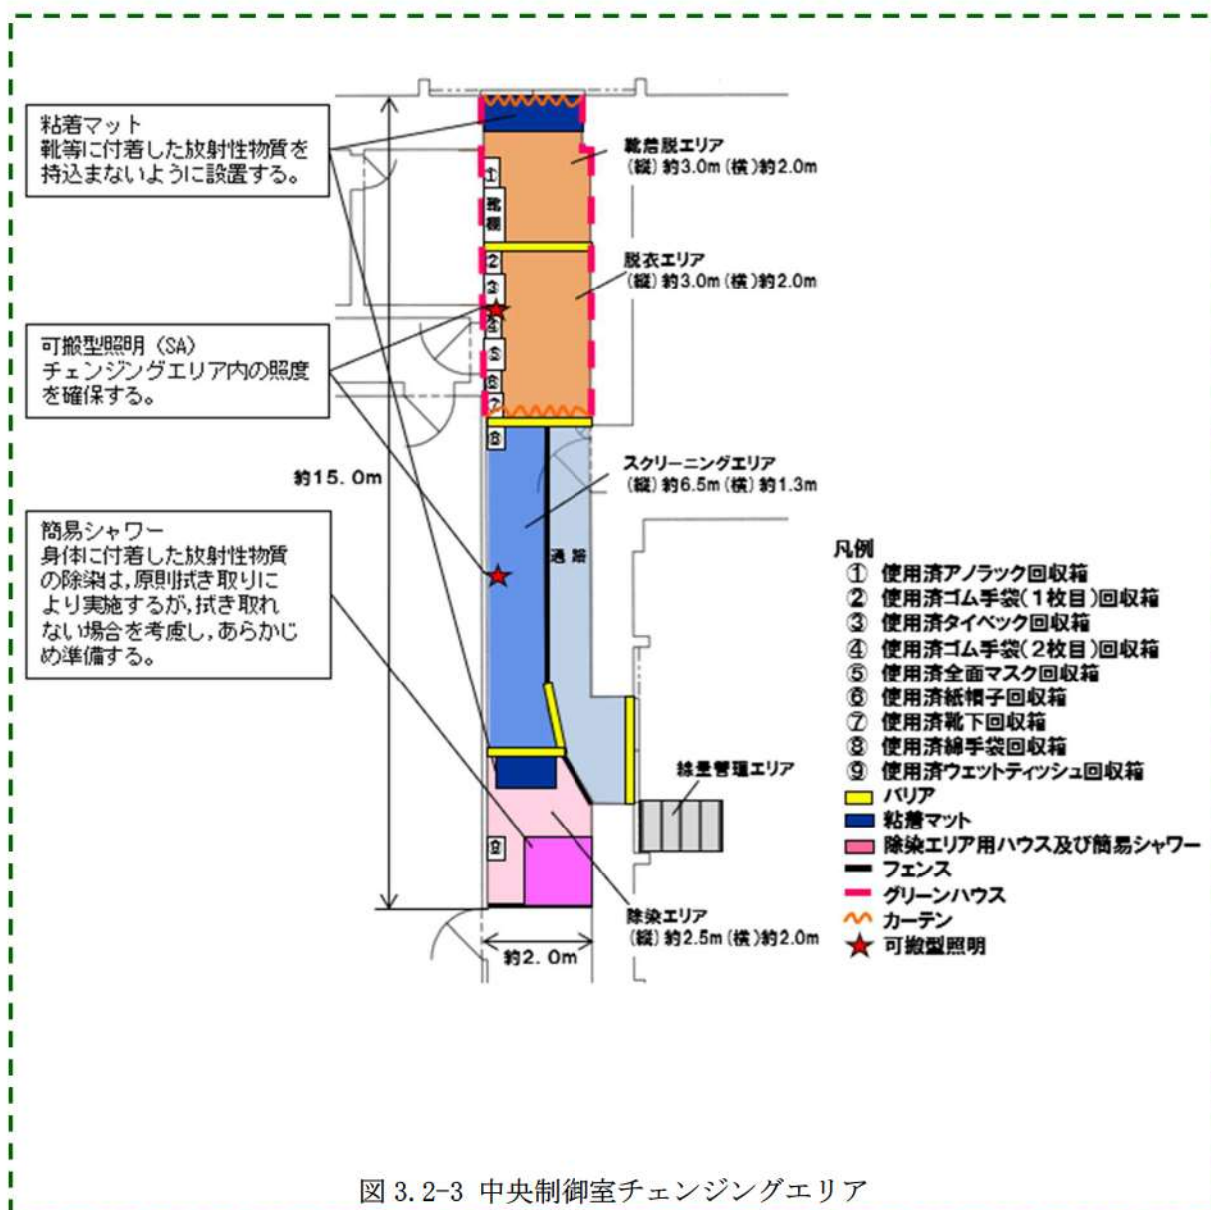 粘着マット
靴等に付着した放射性物質を
持込まないように設置する。
可搬型照明（SA）
チェンジングエリア内の照度
を確保する。
簡易シャワー
身体に付着した放射性物質
の除染は,原則拭き取りに
より実施するが,拭き取れ
ない場合を考慮し,あらかじ
め準備する。
約15.0m
①
靴
棚
②
③
④
⑤
⑥
⑦
⑧
通路
⑨
約2.0m
靴着脱エリア
(縦)約3.0m(横)約2.0m
脱衣エリア
(縦)約3.0m(横)約2.0m
スクリーニングエリア
(縦)約6.5m(横)約1.3m
線量管理エリア
除染エリア
(縦)約2.5m(横)約2.0m
凡例
① 使用済アノラック回収箱
② 使用済ゴム手袋(1枚目)回収箱
③ 使用済タイベック回収箱
④ 使用済ゴム手袋(2枚目)回収箱
⑤ 使用済全面マスク回収箱
⑥ 使用済紙帽子回収箱
⑦ 使用済靴下回収箱
⑧ 使用済綿手袋回収箱
⑨ 使用済ウェットティッシュ回収箱
バリア
粘着マット
除染エリア用ハウス及び簡易シャワー
フェンス
グリーンハウス
カーテン
可搬型照明
図 3.2-3 中央制御室チェンジングエリア